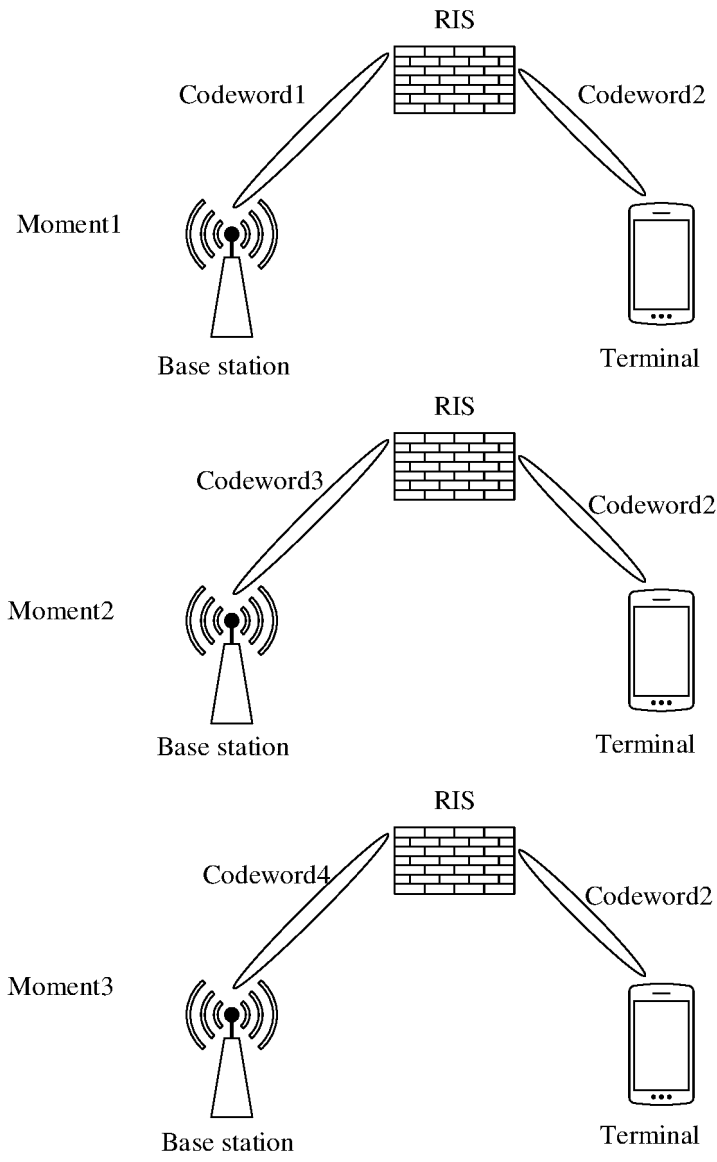 RIS
Codeword1
Codeword2
Moment1
Base station
Terminal
RIS
Codeword3
Codeword2
Moment2
Base station
Terminal
RIS
Codeword4
Codeword2
Moment3
Base station
Terminal